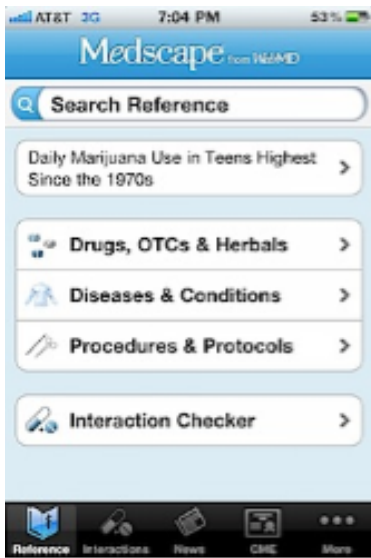 AT&T 3G 7:04 PM 53%
Medscape from WebMD
Search Reference
Daily Marijuana Use in Teens Highest
Since the 1970s
Drugs, OTCs & Herbals
Diseases & Conditions
Procedures & Protocols
Interaction Checker
Reference Interactions News CME More